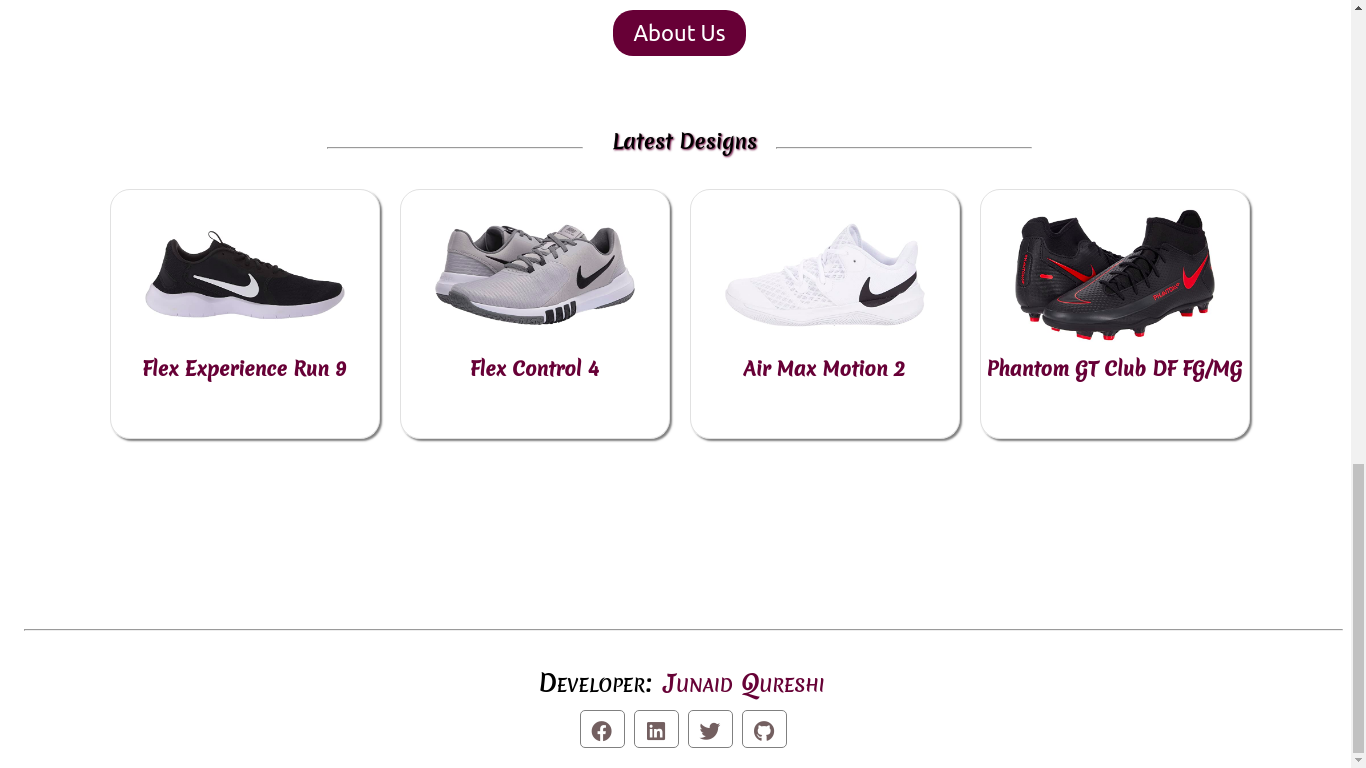 About Us
Latest Designs
Flex Experience Run 9
Flex Control 4
Air Max Motion 2
Phantom GT Club DF FG/MG
Developer: Junaid Qureshi